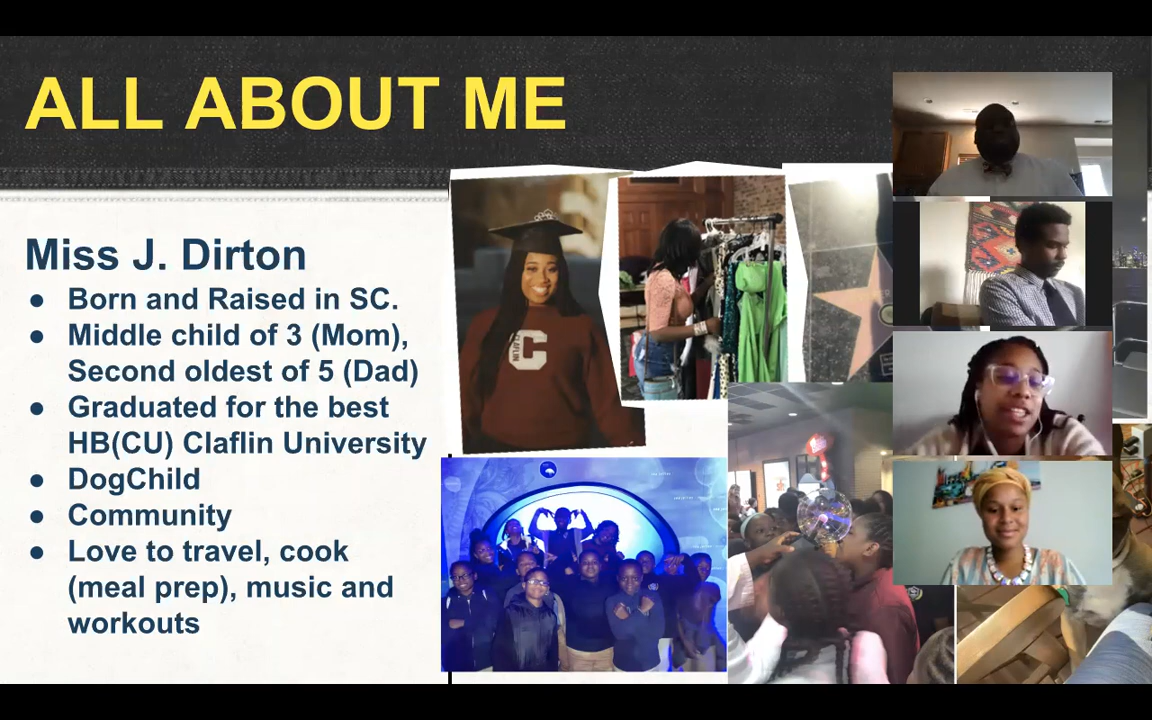 ALL ABOUT ME
Miss J. Dirton
● Born and Raised in SC.
● Middle child of 3 (Mom),
Second oldest of 5 (Dad)
● Graduated for the best
HB(CU) Claflin University
● DogChild
● Community
● Love to travel, cook
(meal prep), music and
workouts
CLAFLIN
C